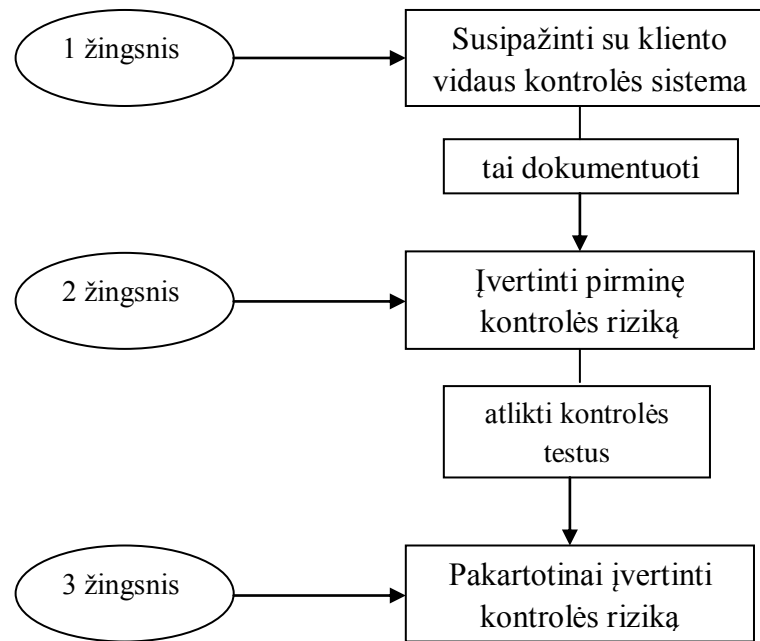 1 žingsnis
Susipažinti su kliento
vidaus kontrolės sistema
tai dokumentuoti
2 žingsnis
Įvertinti pirminę
kontrolės riziką
atlikti kontrolės
testus
3 žingsnis
Pakartotinai įvertinti
kontrolės riziką